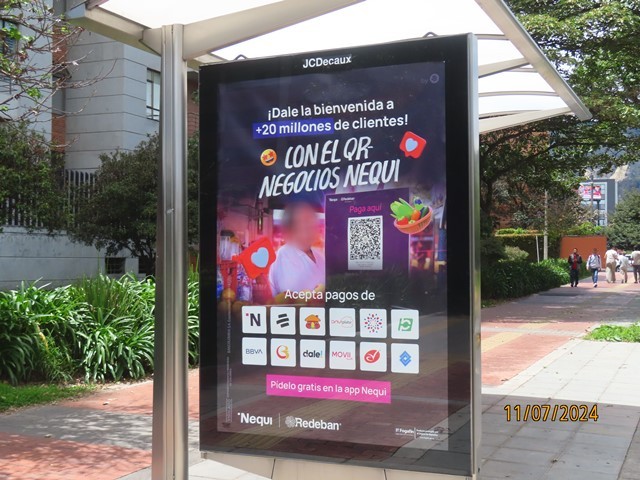 JCDecaux
¡Dale la bienvenida a
+20 millones de clientes!
CON EL QR
NEGOCIOS NEQUI
Paga aquí
Acepta pagos de
N
BBVA
dale!
MOVII
Pídelo gratis en la app Nequi
Nequi | Redeban
11/07/2024